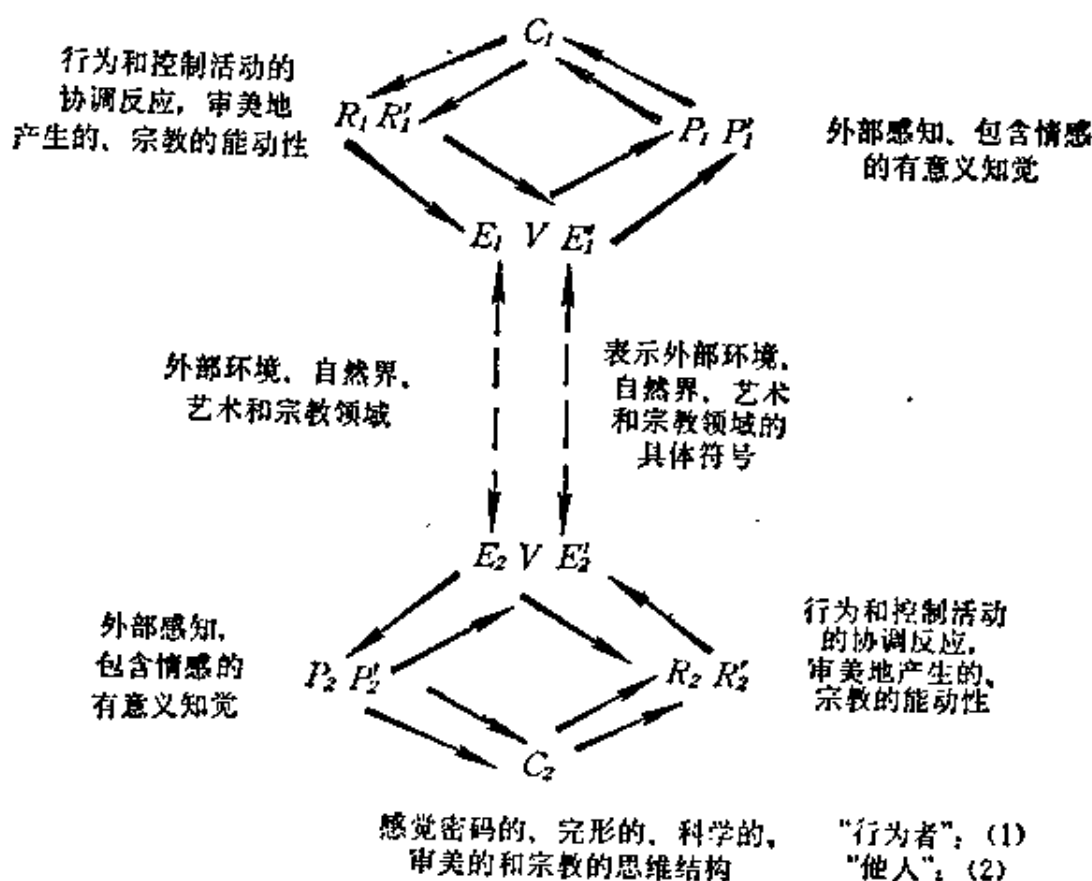 C₁
行为和控制活动的
协调反应，审美地
产生的、宗教的能动性
R₁ R′₁
P₁ P′₁
外部感知、包含情感
的有意义知觉
E₁ V E′₁
外部环境、自然界、
艺术和宗教领域
表示外部环境、
自然界、艺术
和宗教领域的
具体符号
E₂ V E′₂
外部感知，
包含情感的
有意义知觉
P₂ P′₂
R₂ R′₂
行为和控制活动
的协调反应，
审美地产生的、
宗教的能动性
C₂
感觉密码的、完形的、科学的、
审美的和宗教的思维结构
"行为者"：(1)
"他人"：(2)